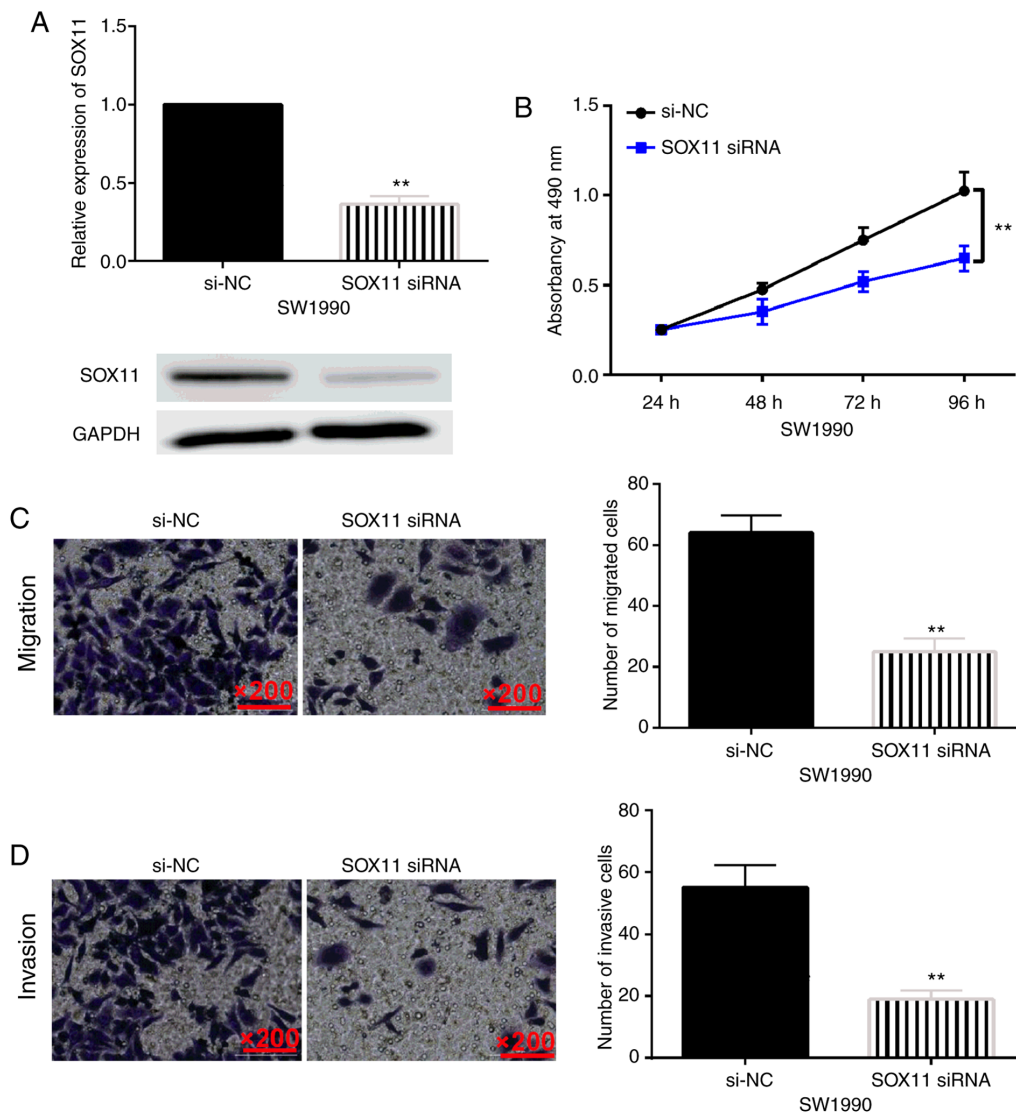 A
Relative expression of SOX11
1.5
1.0
0.5
0.0
**
si-NC
SOX11 siRNA
SW1990
SOX11
GAPDH
B
Absorbancy at 490 nm
1.5
1.0
0.5
0.0
si-NC
SOX11 siRNA
**
24 h
48 h
72 h
96 h
SW1990
C
si-NC
SOX11 siRNA
Migration
×200
×200
Number of migrated cells
80
60
40
20
0
**
si-NC
SOX11 siRNA
SW1990
D
si-NC
SOX11 siRNA
Invasion
×200
×200
Number of invasive cells
80
60
40
20
0
**
si-NC
SOX11 siRNA
SW1990